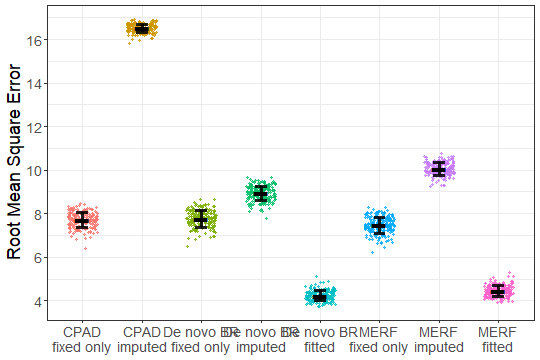 Root Mean Square Error
16
14
12
10
8
6
4
CPAD fixed only
CPAD imputed
De novo BR fixed only
De novo BR imputed
De novo BR fitted
MERF fixed only
MERF imputed
MERF fitted